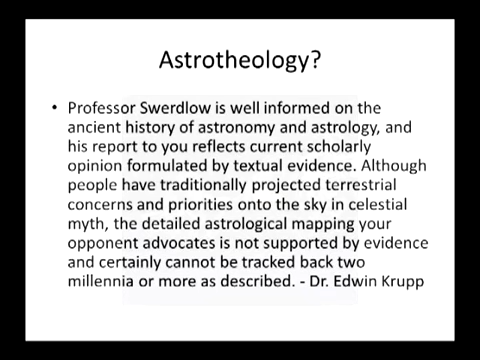 Astrotheology?
• Professor Swerdlow is well informed on the
ancient history of astronomy and astrology, and
his report to you reflects current scholarly
opinion formulated by textual evidence. Although
people have traditionally projected terrestrial
concerns and priorities onto the sky in celestial
myth, the detailed astrological mapping your
opponent advocates is not supported by evidence
and certainly cannot be tracked back two
millennia or more as described. - Dr. Edwin Krupp